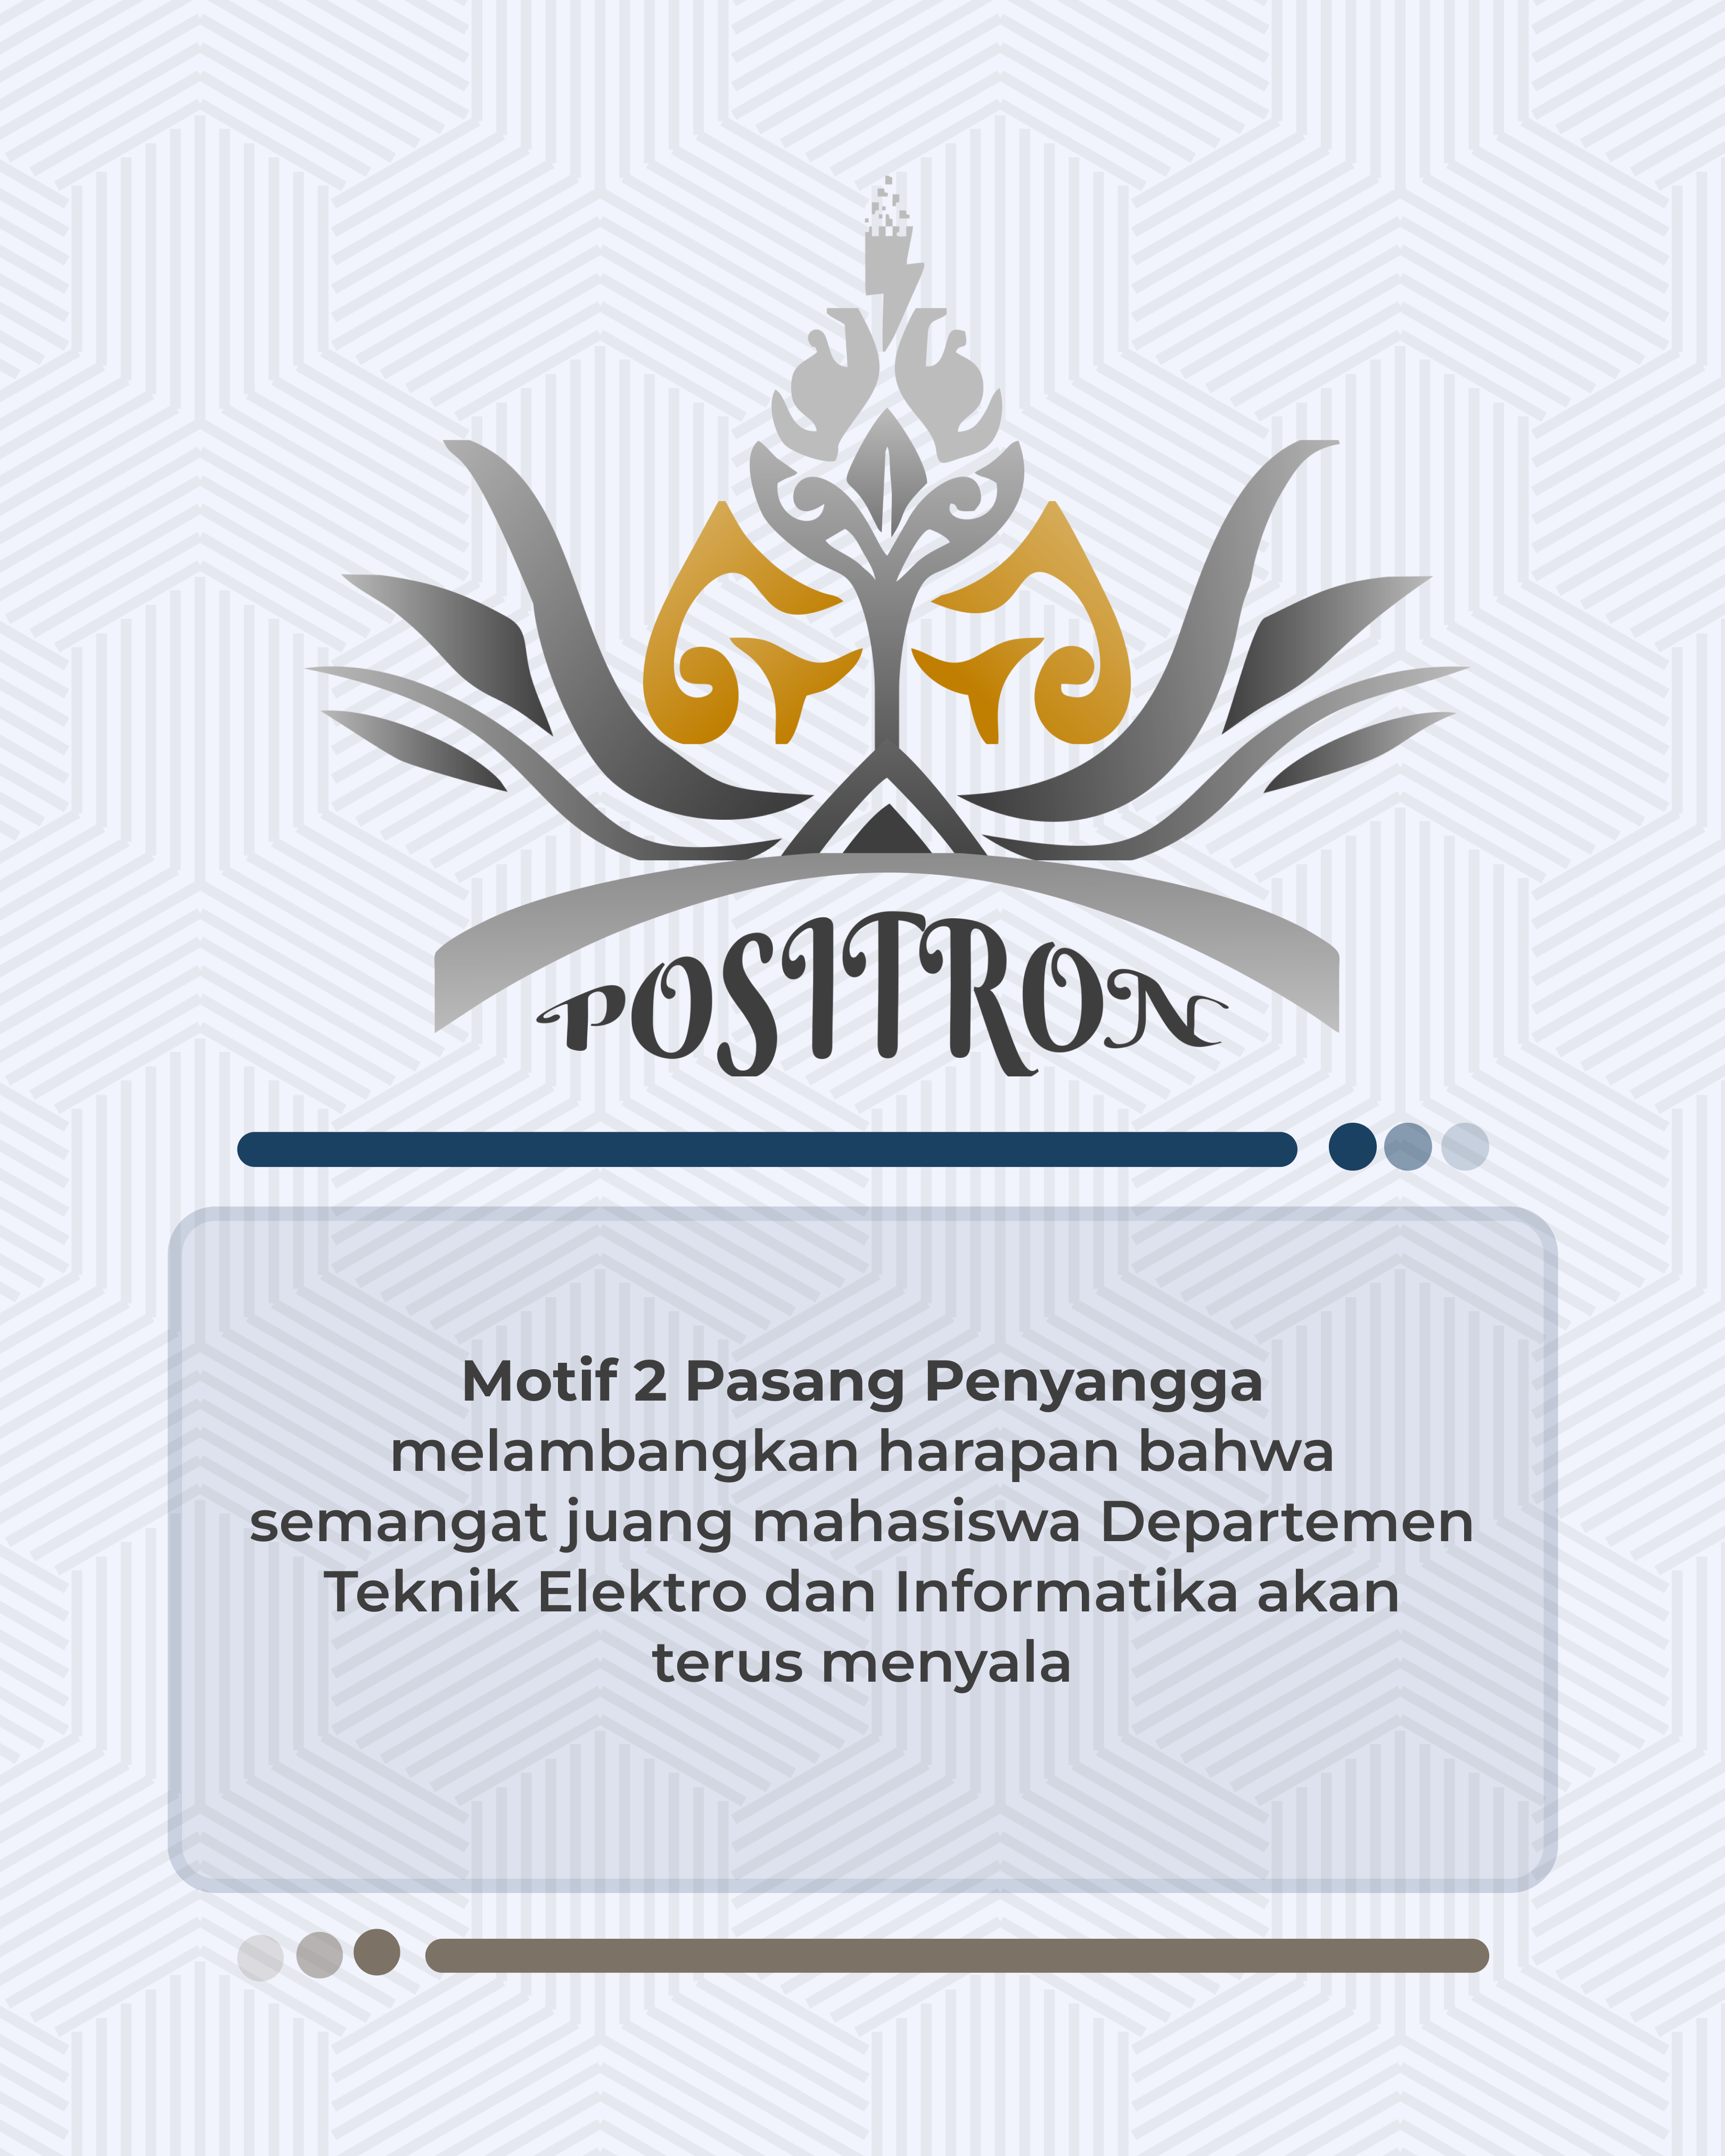 POSITRON
Motif 2 Pasang Penyangga
melambangkan harapan bahwa
semangat juang mahasiswa Departemen
Teknik Elektro dan Informatika akan
terus menyala